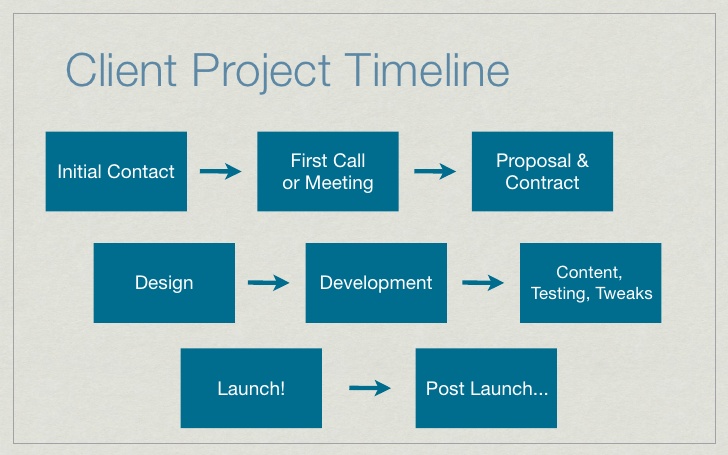 Client Project Timeline
Initial Contact
First Call
or Meeting
Proposal &
Contract
Design
Development
Content,
Testing, Tweaks
Launch!
Post Launch...